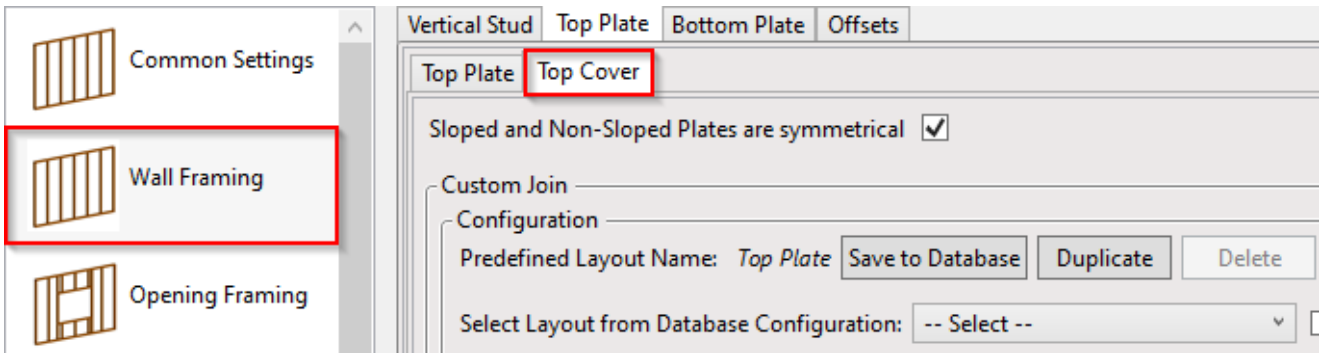 Common Settings
Wall Framing
Opening Framing
Vertical Stud Top Plate Bottom Plate Offsets
Top Plate Top Cover
Sloped and Non-Sloped Plates are symmetrical
Custom Join
Configuration
Predefined Layout Name: Top Plate Save to Database Duplicate Delete
Select Layout from Database Configuration: -- Select --